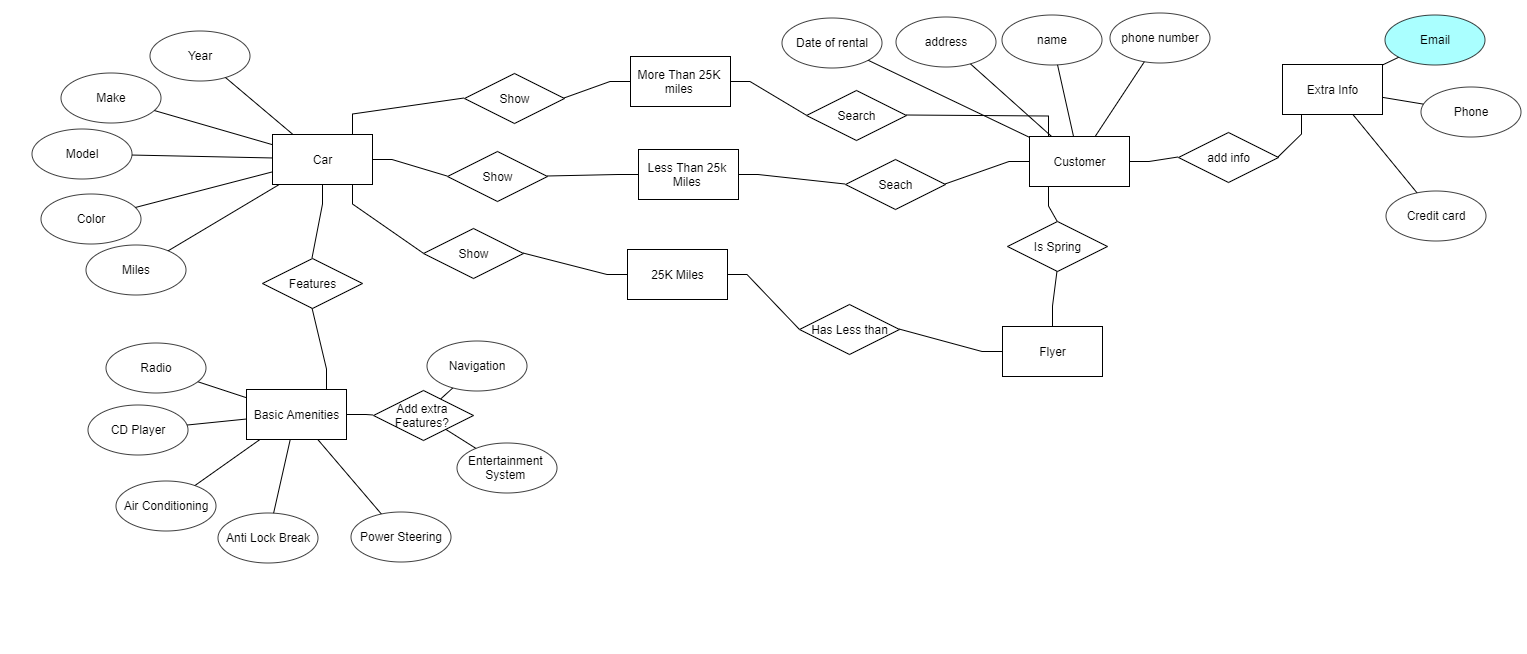 Year
Make
Model
Color
Miles
Car
Show
Show
Show
More Than 25K
miles
Less Than 25k
Miles
25K Miles
Search
Seach
Has Less than
Date of rental
address
name
phone number
Customer
add info
Extra Info
Email
Phone
Credit card
Is Spring
Flyer
Features
Basic Amenities
Radio
CD Player
Air Conditioning
Anti Lock Break
Power Steering
Add extra
Features?
Navigation
Entertainment
System